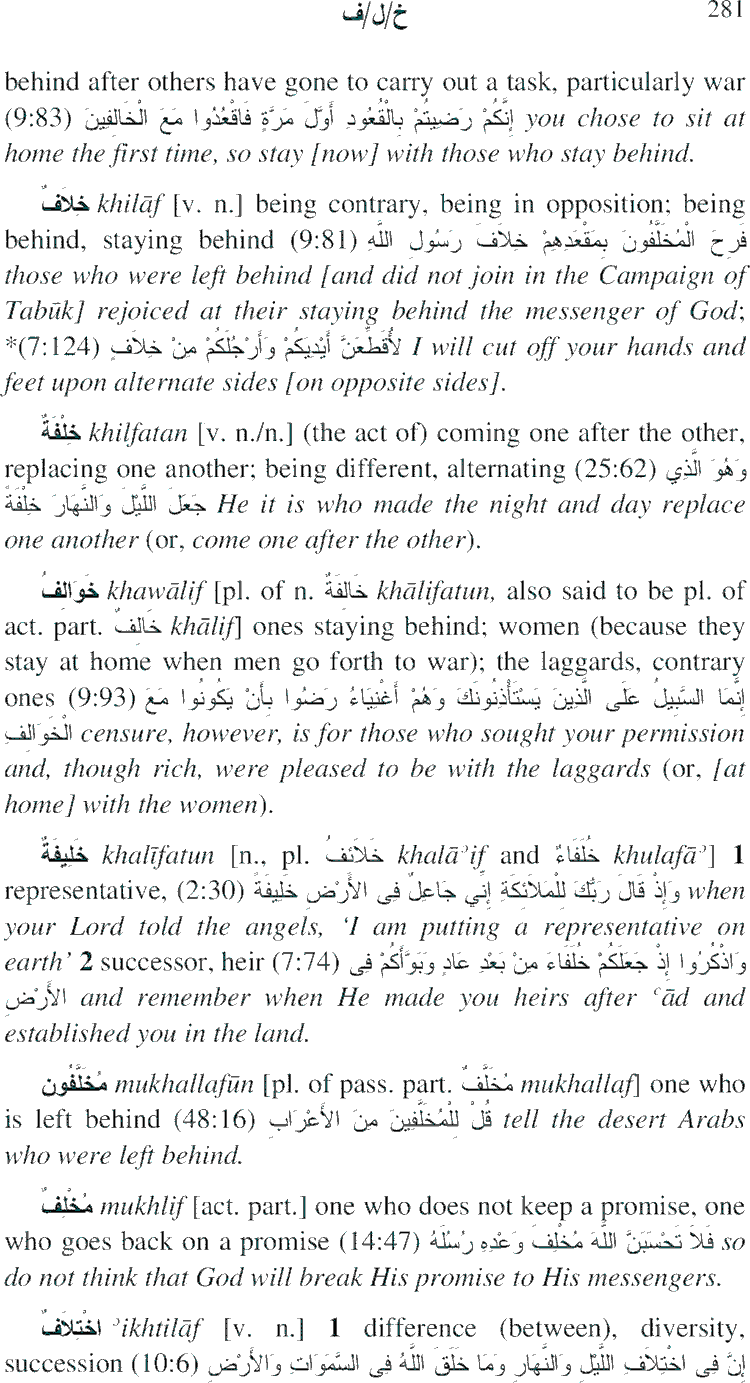 خ/ل/ف 281
behind after others have gone to carry out a task, particularly war
(9:83) إِنَّكُمْ رَضِيتُمْ بِالْقُعُودِ أَوَّلَ مَرَّةٍ فَاقْعُدُوا مَعَ الْخَالِفِينَ you chose to sit at
home the first time, so stay [now] with those who stay behind.
خِلَافٌ khilāf [v. n.] being contrary, being in opposition; being
behind, staying behind (9:81) فَرِحَ الْمُخَلَّفُونَ بِمَقْعَدِهِمْ خِلَافَ رَسُولِ اللَّهِ
those who were left behind [and did not join in the Campaign of
Tabūk] rejoiced at their staying behind the messenger of God;
*(7:124) لأُقَطِّعَنَّ أَيْدِيكُمْ وَأَرْجُلَكُمْ مِنْ خِلَافٍ I will cut off your hands and
feet upon alternate sides [on opposite sides].
خِلْفَةٌ khilfatan [v. n./n.] (the act of) coming one after the other,
replacing one another; being different, alternating (25:62) وَهُوَ الَّذِي
جَعَلَ اللَّيْلَ وَالنَّهَارَ خِلْفَةً He it is who made the night and day replace
one another (or, come one after the other).
خَوَالِفُ khawālif [pl. of n. خَالِفَةٌ khālifatun, also said to be pl. of
act. part. خَالِفٌ khālif] ones staying behind; women (because they
stay at home when men go forth to war); the laggards, contrary
ones (9:93) إِنَّمَا السَّبِيلُ عَلَى الَّذِينَ يَسْتَأْذِنُونَكَ وَهُمْ أَغْنِيَاءُ رَضُوا بِأَنْ يَكُونُوا مَعَ
الْخَوَالِفِ censure, however, is for those who sought your permission
and, though rich, were pleased to be with the laggards (or, [at
home] with the women).
خَلِيفَةٌ khalīfatun [n., pl. خَلَائِفُ khalāʾif and خُلَفَاءُ khulafāʾ] 1
representative, (2:30) وَإِذْ قَالَ رَبُّكَ لِلْمَلَائِكَةِ إِنِّي جَاعِلٌ فِى الأَرْضِ خَلِيفَةً when
your Lord told the angels, ‘I am putting a representative on
earth’ 2 successor, heir (7:74) وَاذْكُرُوا إِذْ جَعَلَكُمْ خُلَفَاءَ مِنْ بَعْدِ عَادٍ وَبَوَّأَكُمْ فِى
الأَرْضِ and remember when He made you heirs after ʿād and
established you in the land.
مُخَلَّفُون mukhallafūn [pl. of pass. part. مُخَلَّفٌ mukhallaf] one who
is left behind (48:16) قُلْ لِلْمُخَلَّفِينَ مِنَ الأَعْرَابِ tell the desert Arabs
who were left behind.
مُخْلِفٌ mukhlif [act. part.] one who does not keep a promise, one
who goes back on a promise (14:47) فَلَا تَحْسَبَنَّ اللَّهَ مُخْلِفَ وَعْدِهِ رُسُلَهُ so
do not think that God will break His promise to His messengers.
اخْتِلَافٌ ʾikhtilāf [v. n.] 1 difference (between), diversity,
succession (10:6) إِنَّ فِى اخْتِلَافِ اللَّيْلِ وَالنَّهَارِ وَمَا خَلَقَ اللَّهُ فِى السَّمَوَاتِ وَالأَرْضِ